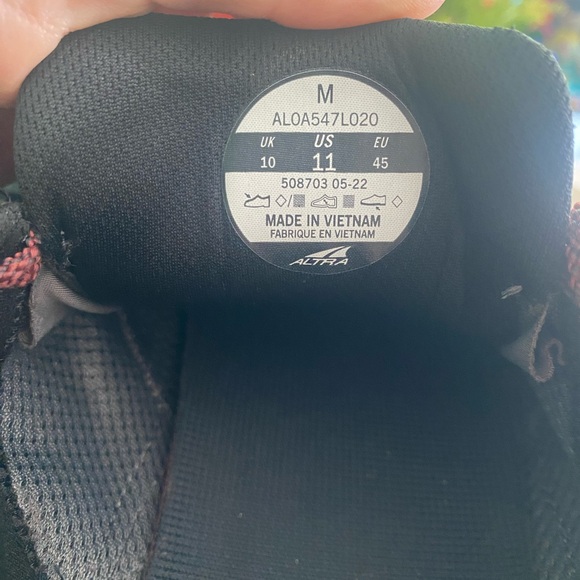 M
AL0A547L020
UK US EU
10 11 45
508703 05-22
MADE IN VIETNAM
FABRIQUE EN VIETNAM
ALTRA